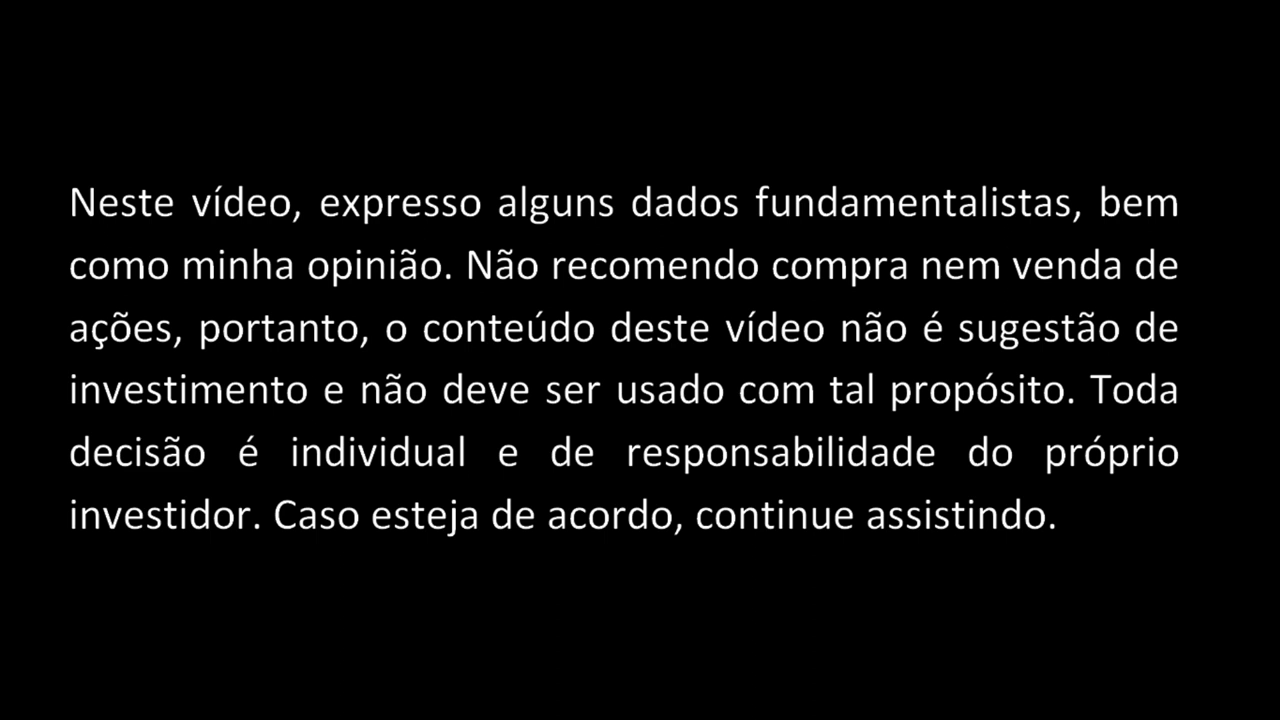 Neste vídeo, expresso alguns dados fundamentalistas, bem
como minha opinião. Não recomendo compra nem venda de
ações, portanto, o conteúdo deste vídeo não é sugestão de
investimento e não deve ser usado com tal propósito. Toda
decisão é individual e de responsabilidade do próprio
investidor. Caso esteja de acordo, continue assistindo.